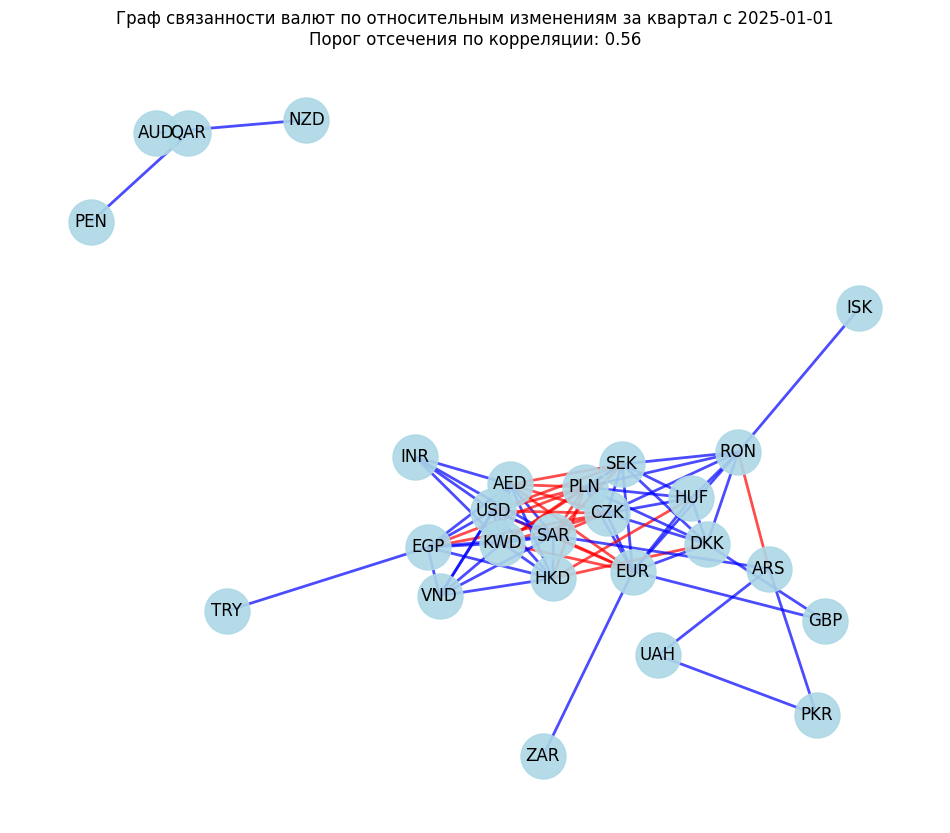 Граф связанности валют по относительным изменениям за квартал с 2025-01-01
Порог отсечения по корреляции: 0.56
NZD
AUD
QAR
PEN
ISK
RON
INR
SEK
AED
PLN
HUF
USD
CZK
SAR
KWD
DKK
EGP
ARS
EUR
HKD
VND
TRY
GBP
UAH
PKR
ZAR